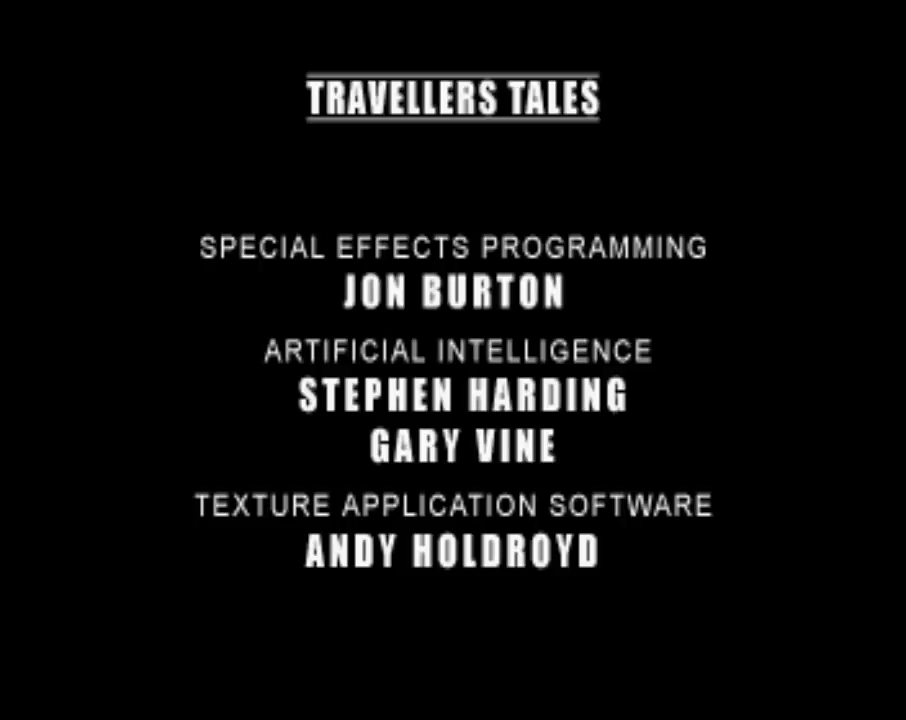 TRAVELLERS TALES
SPECIAL EFFECTS PROGRAMMING
JON BURTON
ARTIFICIAL INTELLIGENCE
STEPHEN HARDING
GARY VINE
TEXTURE APPLICATION SOFTWARE
ANDY HOLDROYD